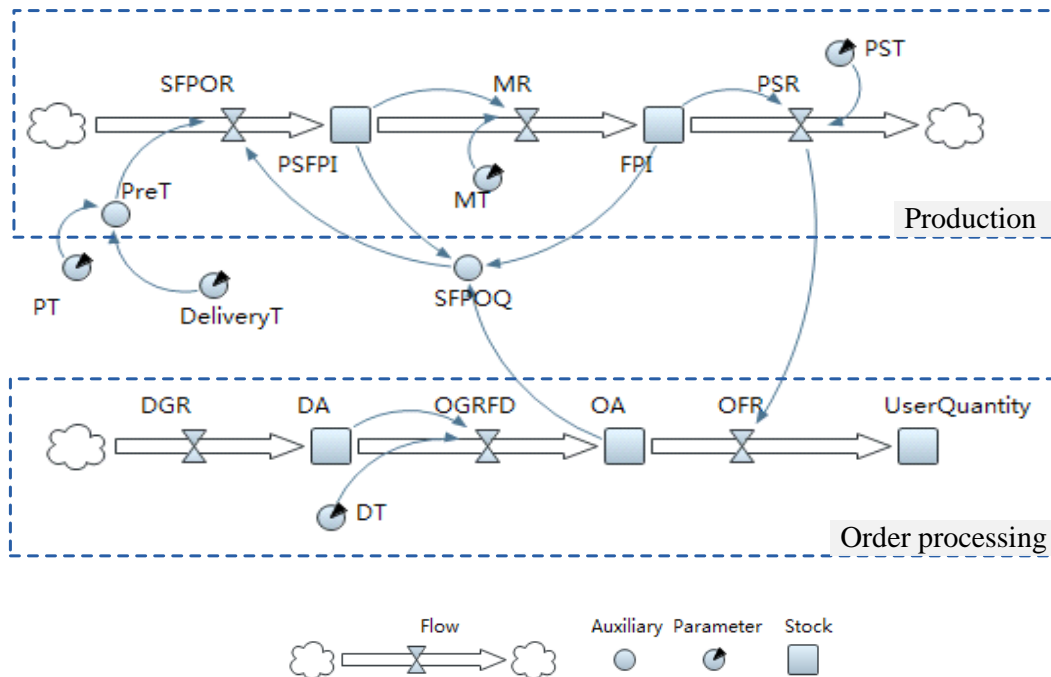 PST
SFPOR
MR
PSR
PSFPI
FPI
MT
PreT
Production
PT
DeliveryT
SFPOQ
DGR
DA
OGRFD
OA
OFR
UserQuantity
DT
Order processing
Flow
Auxiliary
Parameter
Stock